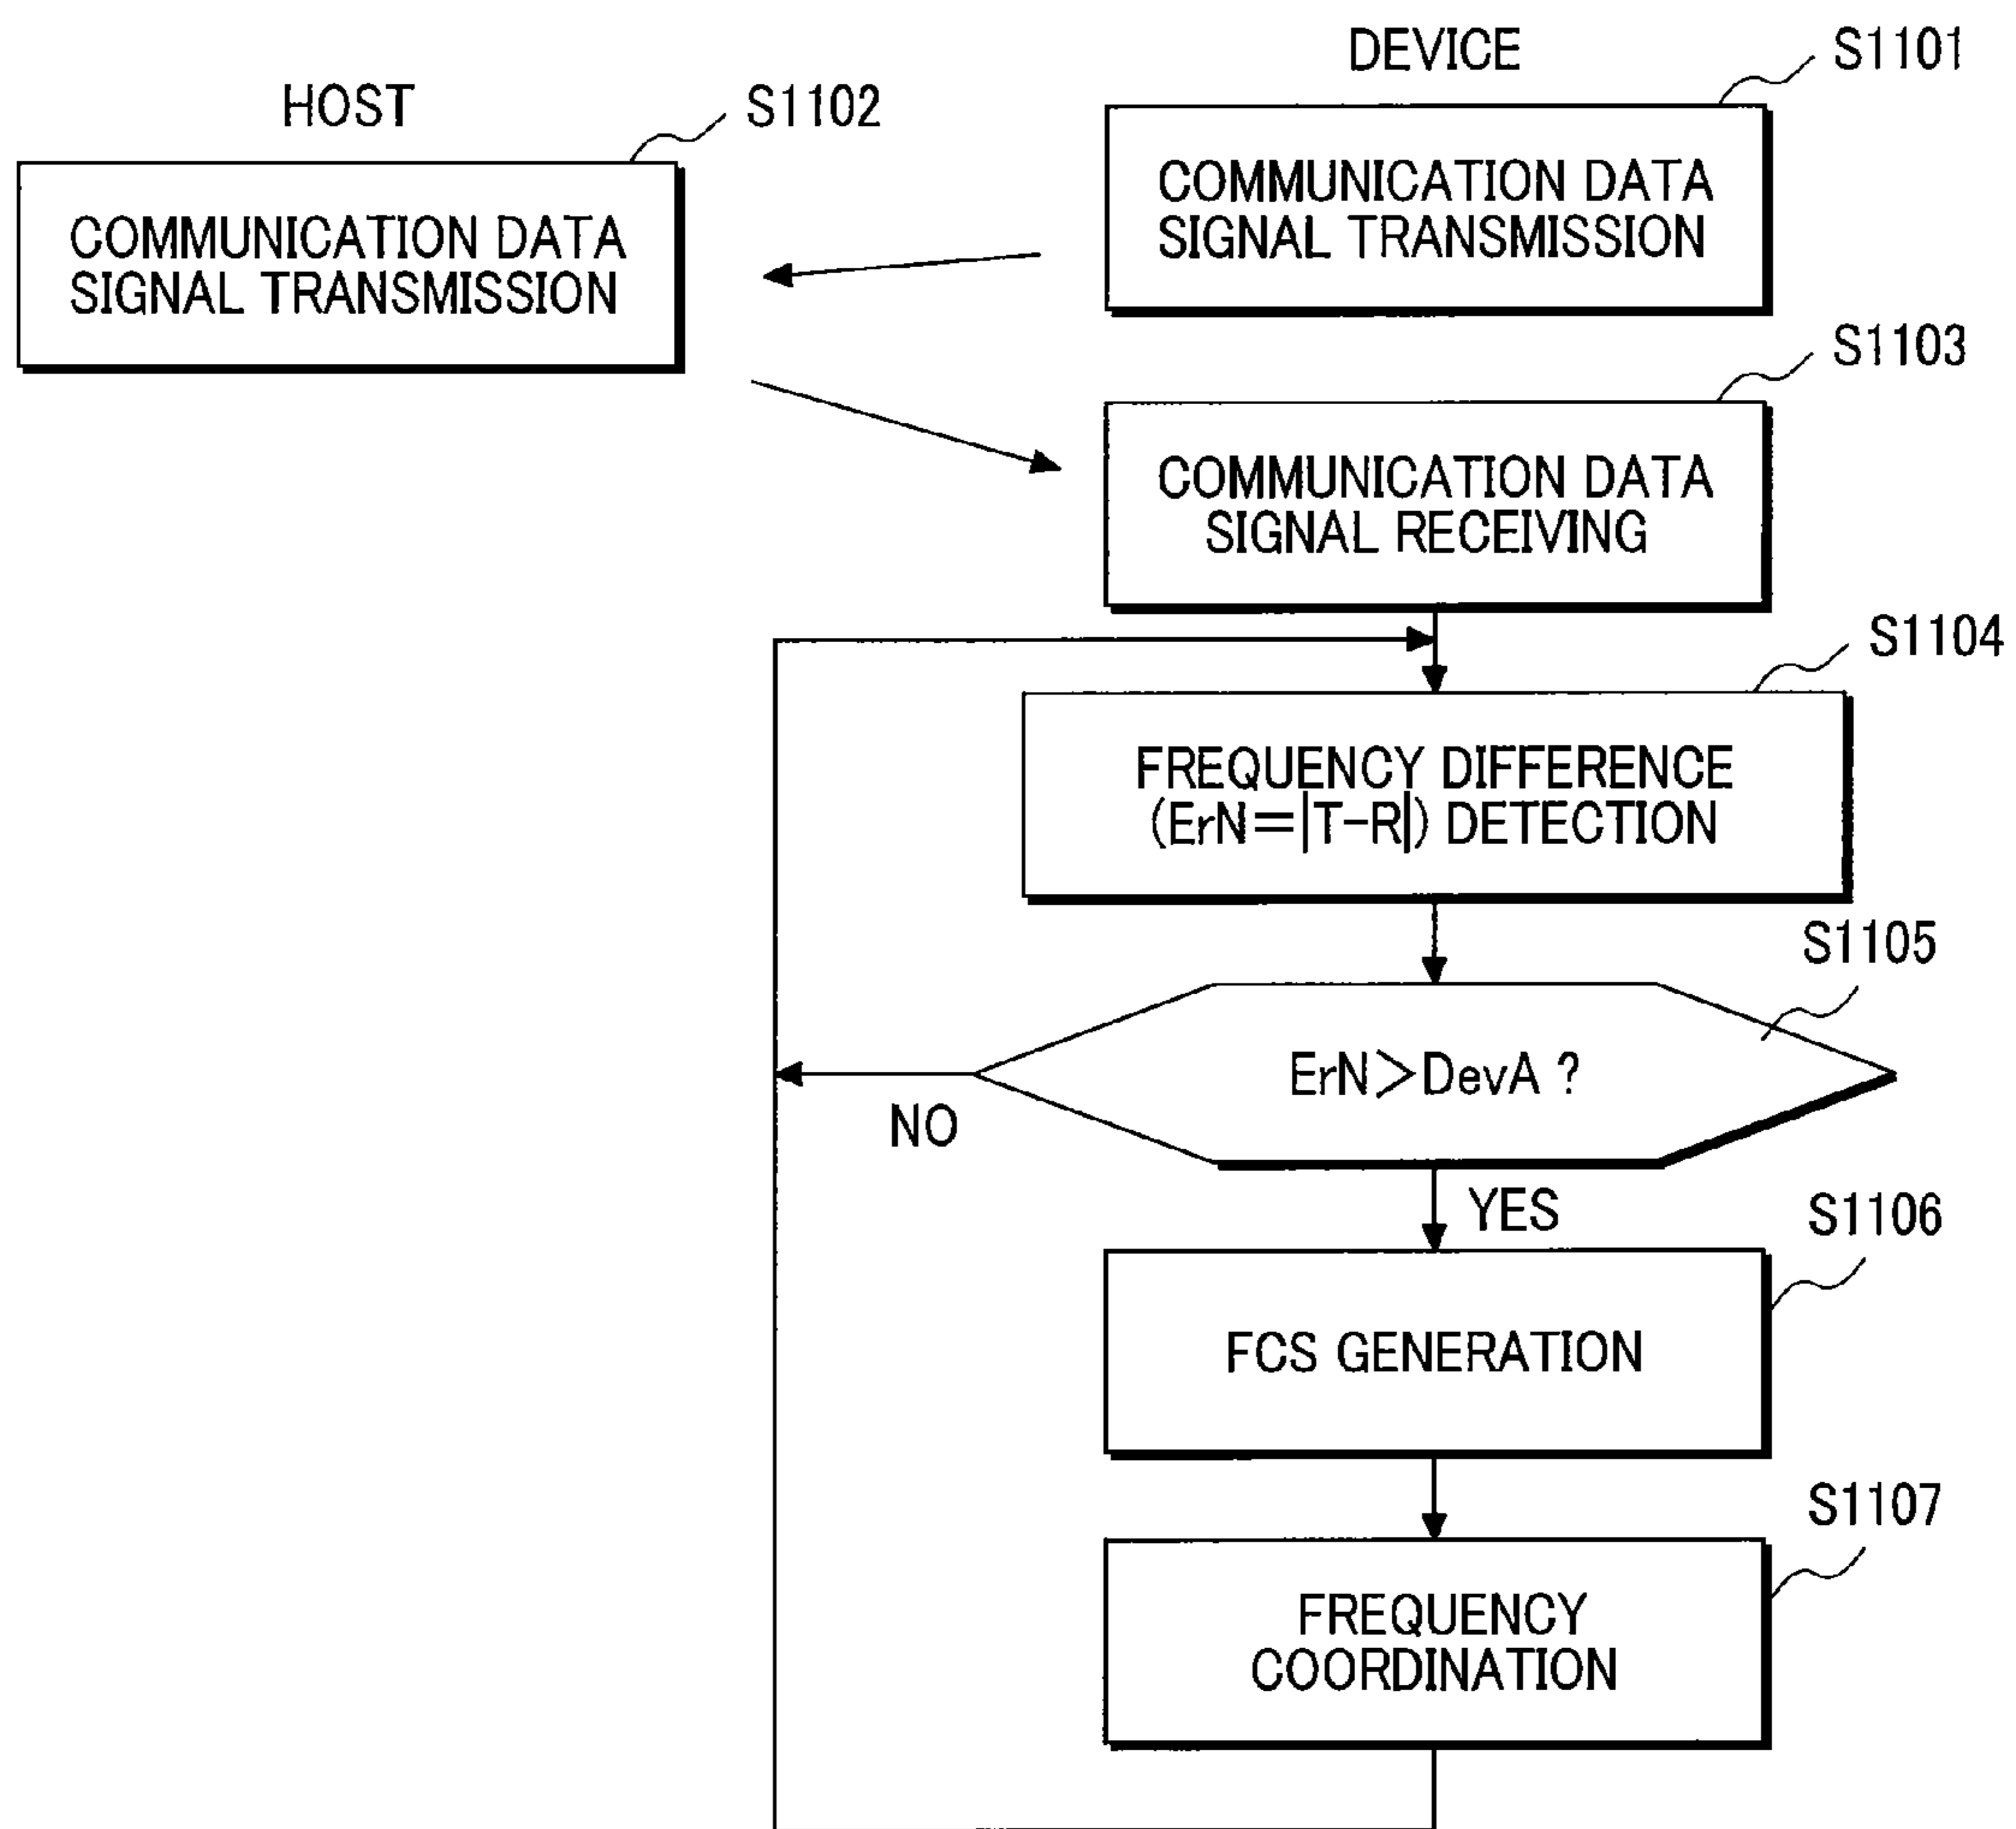 DEVICE
S1101
HOST
S1102
COMMUNICATION DATA
SIGNAL TRANSMISSION
COMMUNICATION DATA
SIGNAL TRANSMISSION
S1103
COMMUNICATION DATA
SIGNAL RECEIVING
S1104
FREQUENCY DIFFERENCE
(ErN=|T-R|) DETECTION
S1105
ErN>DevA ?
NO
YES
S1106
FCS GENERATION
S1107
FREQUENCY
COORDINATION